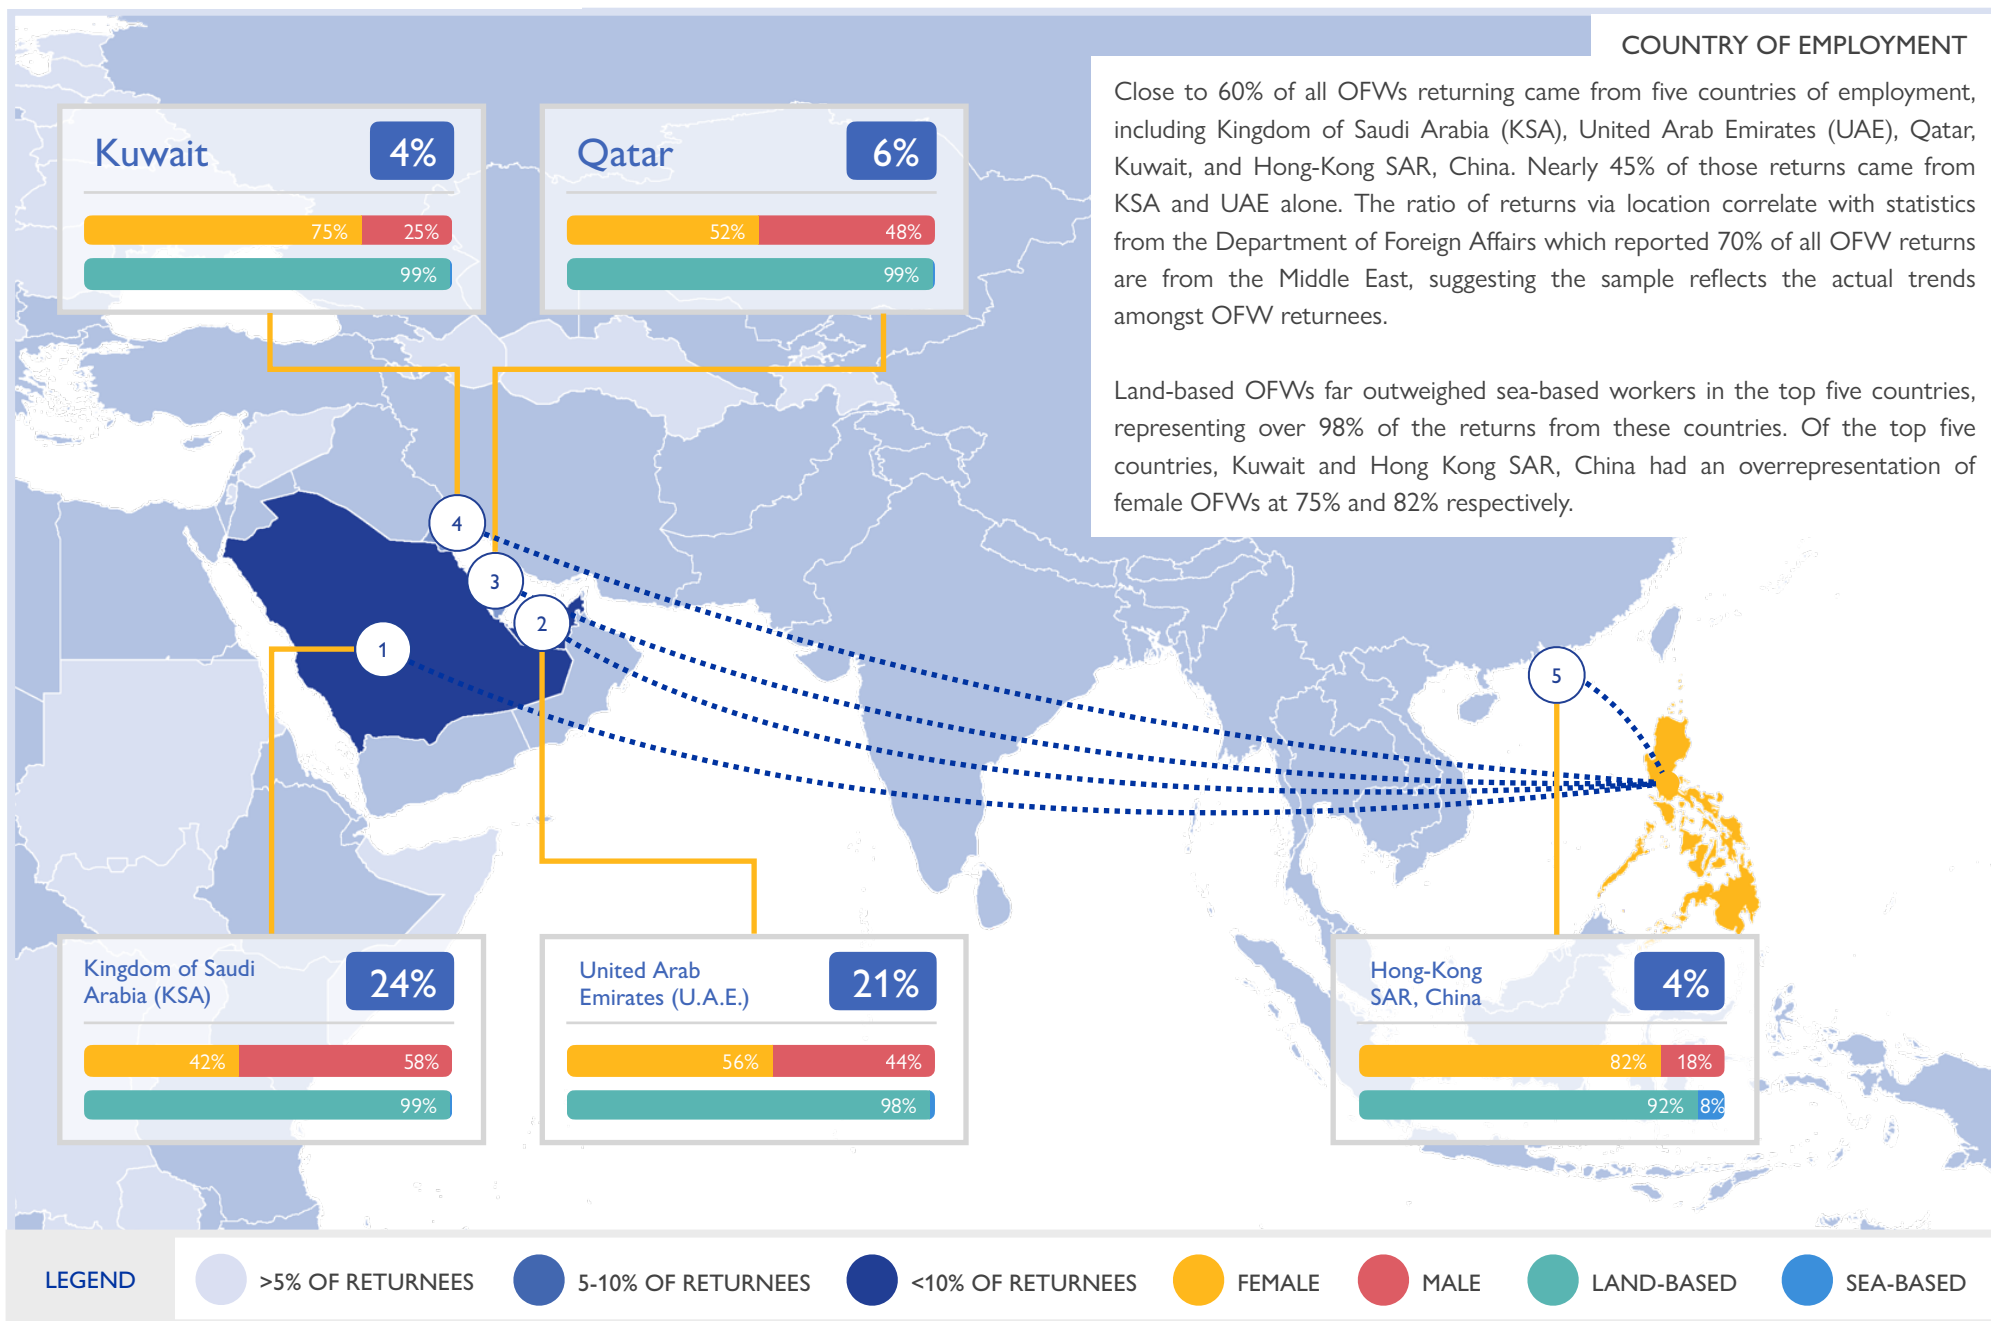 COUNTRY OF EMPLOYMENT
Close to 60% of all OFWs returning came from five countries of employment,
including Kingdom of Saudi Arabia (KSA), United Arab Emirates (UAE), Qatar,
Kuwait, and Hong-Kong SAR, China. Nearly 45% of those returns came from
KSA and UAE alone. The ratio of returns via location correlate with statistics
from the Department of Foreign Affairs which reported 70% of all OFW returns
are from the Middle East, suggesting the sample reflects the actual trends
amongst OFW returnees.
Land-based OFWs far outweighed sea-based workers in the top five countries,
representing over 98% of the returns from these countries. Of the top five
countries, Kuwait and Hong Kong SAR, China had an overrepresentation of
female OFWs at 75% and 82% respectively.
Kuwait 4%
75% 25%
99%
Qatar 6%
52% 48%
99%
4
3
2
1
5
Kingdom of Saudi
Arabia (KSA)
24%
42% 58%
99%
United Arab
Emirates (U.A.E.)
21%
56% 44%
98%
Hong-Kong
SAR, China
4%
82% 18%
92% 8%
LEGEND
>5% OF RETURNEES
5-10% OF RETURNEES
<10% OF RETURNEES
FEMALE
MALE
LAND-BASED
SEA-BASED